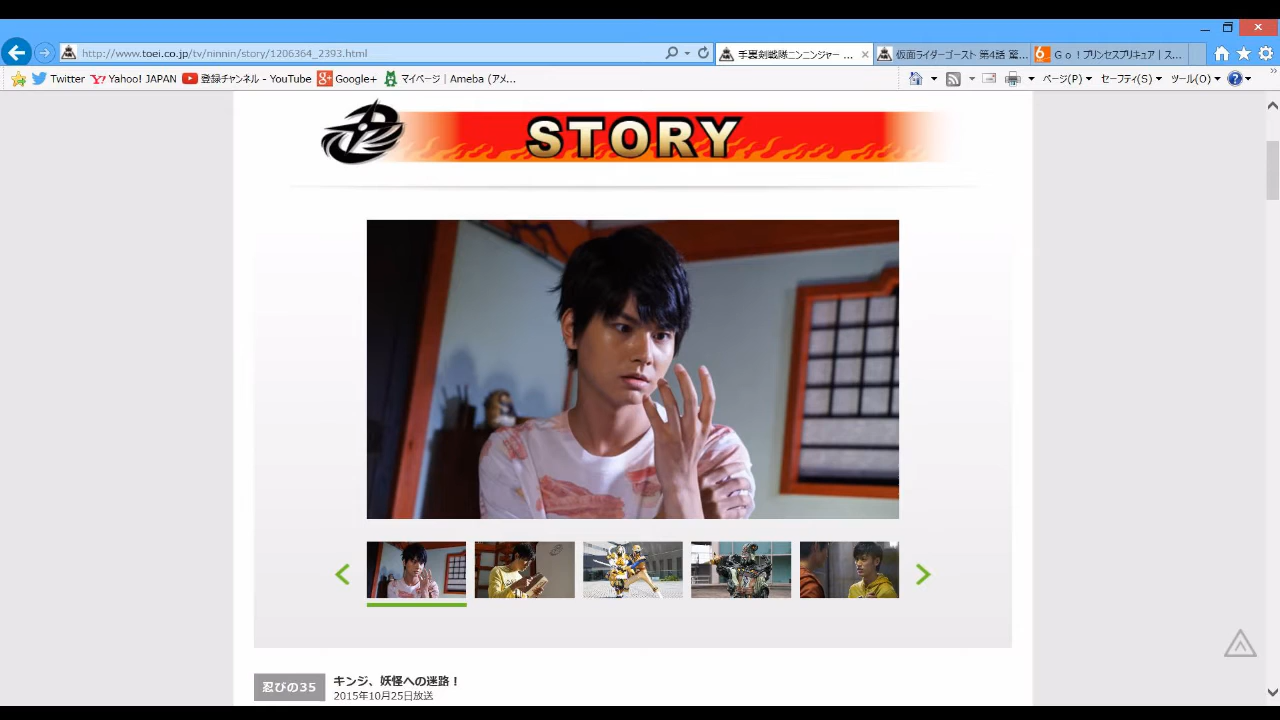 http://www.toei.co.jp/tv/ninnin/story/1206364_2393.html
手裏剣戦隊ニンニンジャー ...
仮面ライダーゴースト 第4話 驚...
Ｇｏ！プリンセスプリキュア | ス...
Twitter
Yahoo! JAPAN
登録チャンネル - YouTube
Google+
マイページ | Ameba (アメ...
ページ(P)
セーフティ(S)
ツール(O)
STORY
忍びの35
キンジ、妖怪への迷路！
2015年10月25日放送